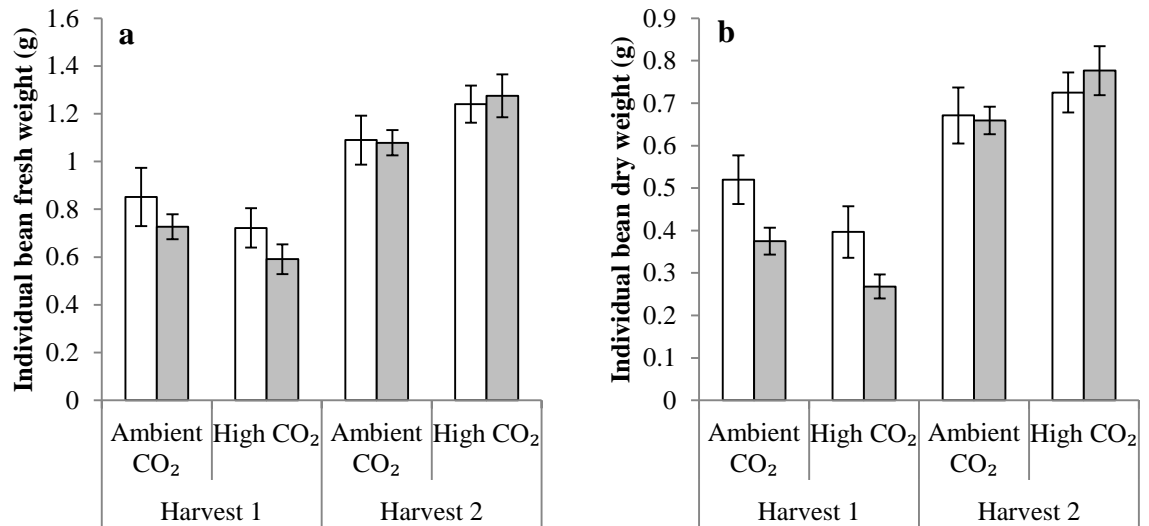 a
Individual bean fresh weight (g)
1.6
1.4
1.2
1
0.8
0.6
0.4
0.2
0
Ambient CO₂
High CO₂
Ambient CO₂
High CO₂
Harvest 1
Harvest 2
b
Individual bean dry weight (g)
0.9
0.8
0.7
0.6
0.5
0.4
0.3
0.2
0.1
0
Ambient CO₂
High CO₂
Ambient CO₂
High CO₂
Harvest 1
Harvest 2